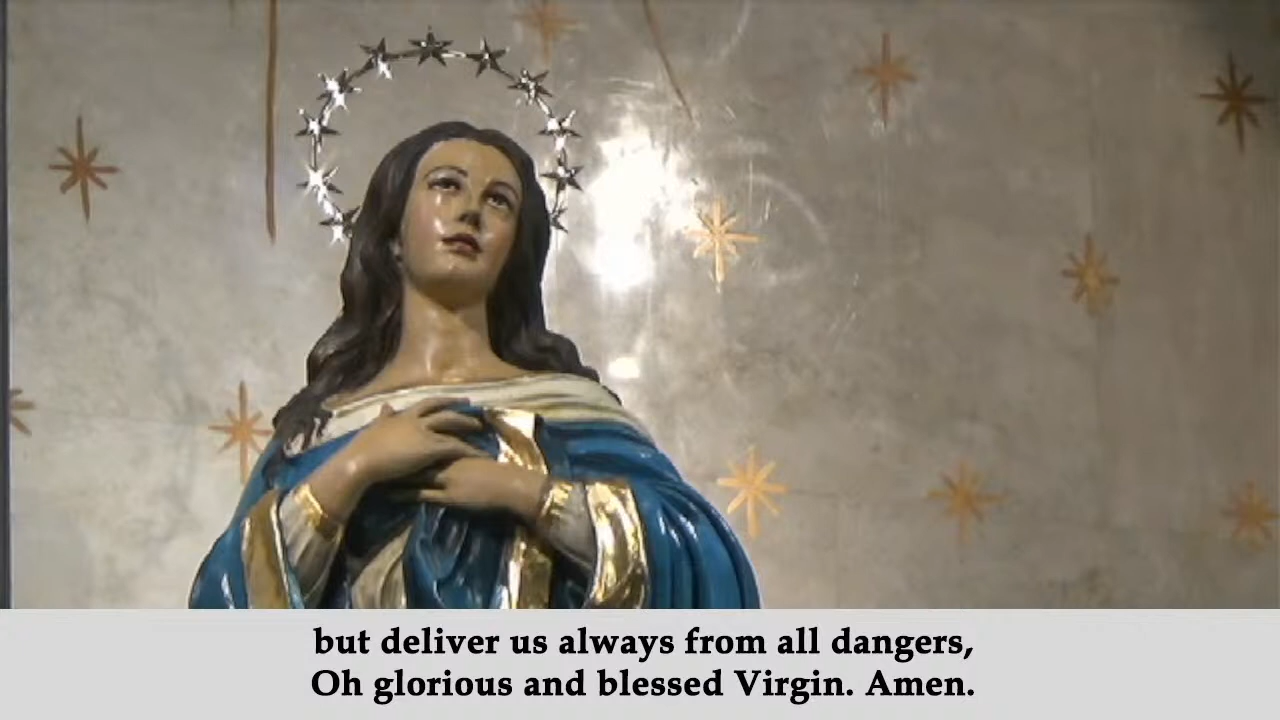 but deliver us always from all dangers,
Oh glorious and blessed Virgin. Amen.